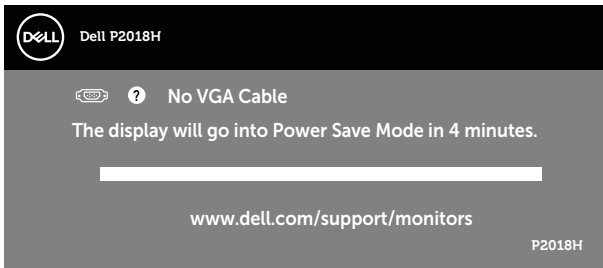 DELL
Dell P2018H
? No VGA Cable
The display will go into Power Save Mode in 4 minutes.
www.dell.com/support/monitors
P2018H